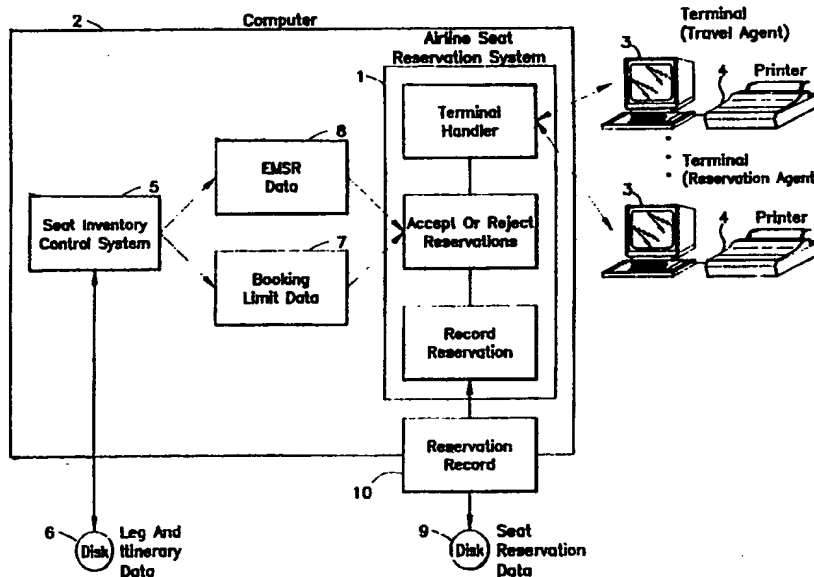 2
Computer
Airline Seat
Reservation System
Terminal
(Travel Agent)
1
3
4
Printer
Terminal
Handler
8
EMSR
Data
Terminal
(Reservation Agent
5
Seat Inventory
Control System
Accept Or Reject
Reservations
3
4
Printer
7
Booking
Limit Data
Record
Reservation
Reservation
Record
10
6
Disk
Leg And
Itinerary
Data
9
Disk
Seat
Reservation
Data